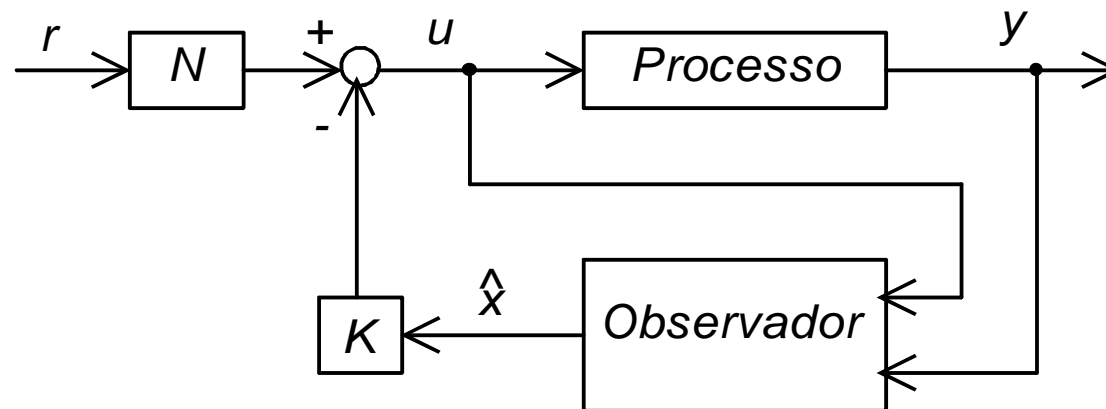 r
N
+
-
u
Processo
y
x̂
K
Observador